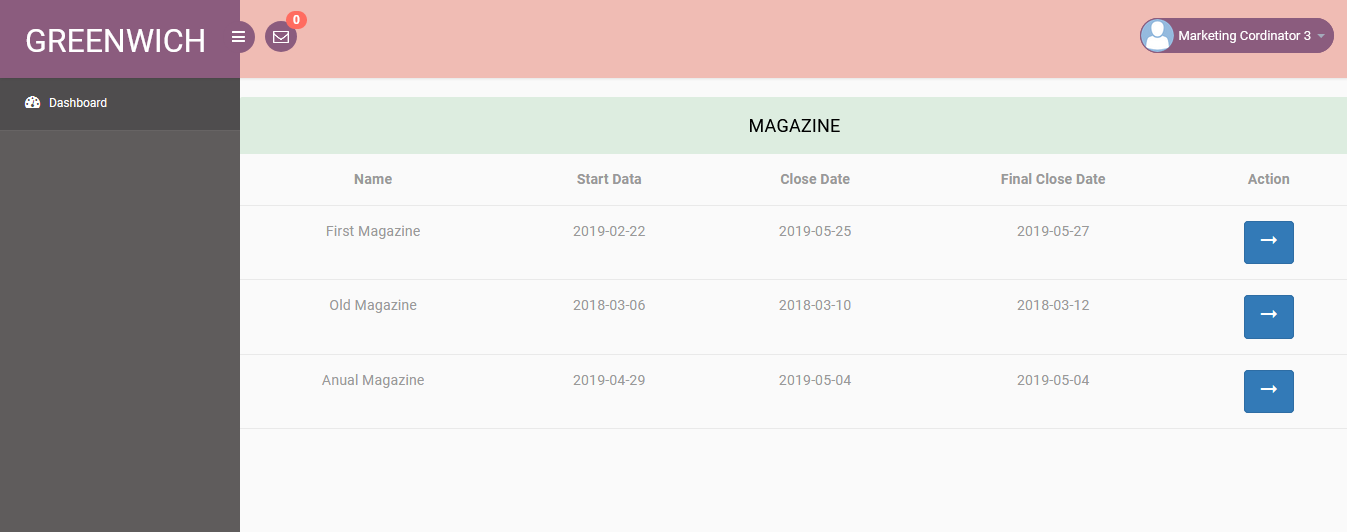 GREENWICH
0
Marketing Cordinator 3
Dashboard
MAGAZINE
Name Start Data Close Date Final Close Date Action
First Magazine 2019-02-22 2019-05-25 2019-05-27
Old Magazine 2018-03-06 2018-03-10 2018-03-12
Anual Magazine 2019-04-29 2019-05-04 2019-05-04